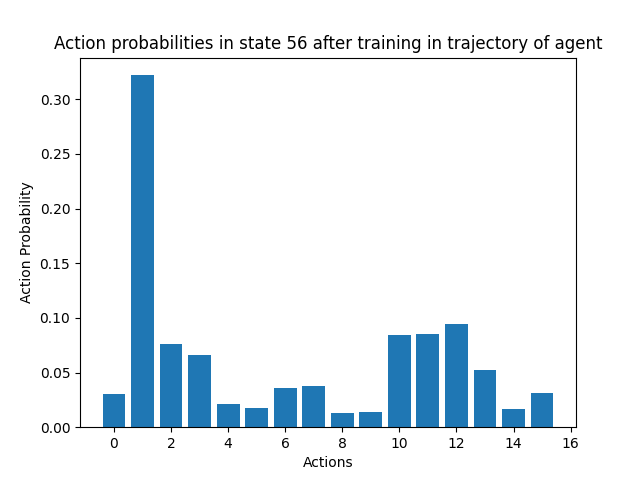 Action probabilities in state 56 after training in trajectory of agent
0.30
0.25
0.20
0.15
0.10
0.05
0.00
Action Probability
0 2 4 6 8 10 12 14 16
Actions